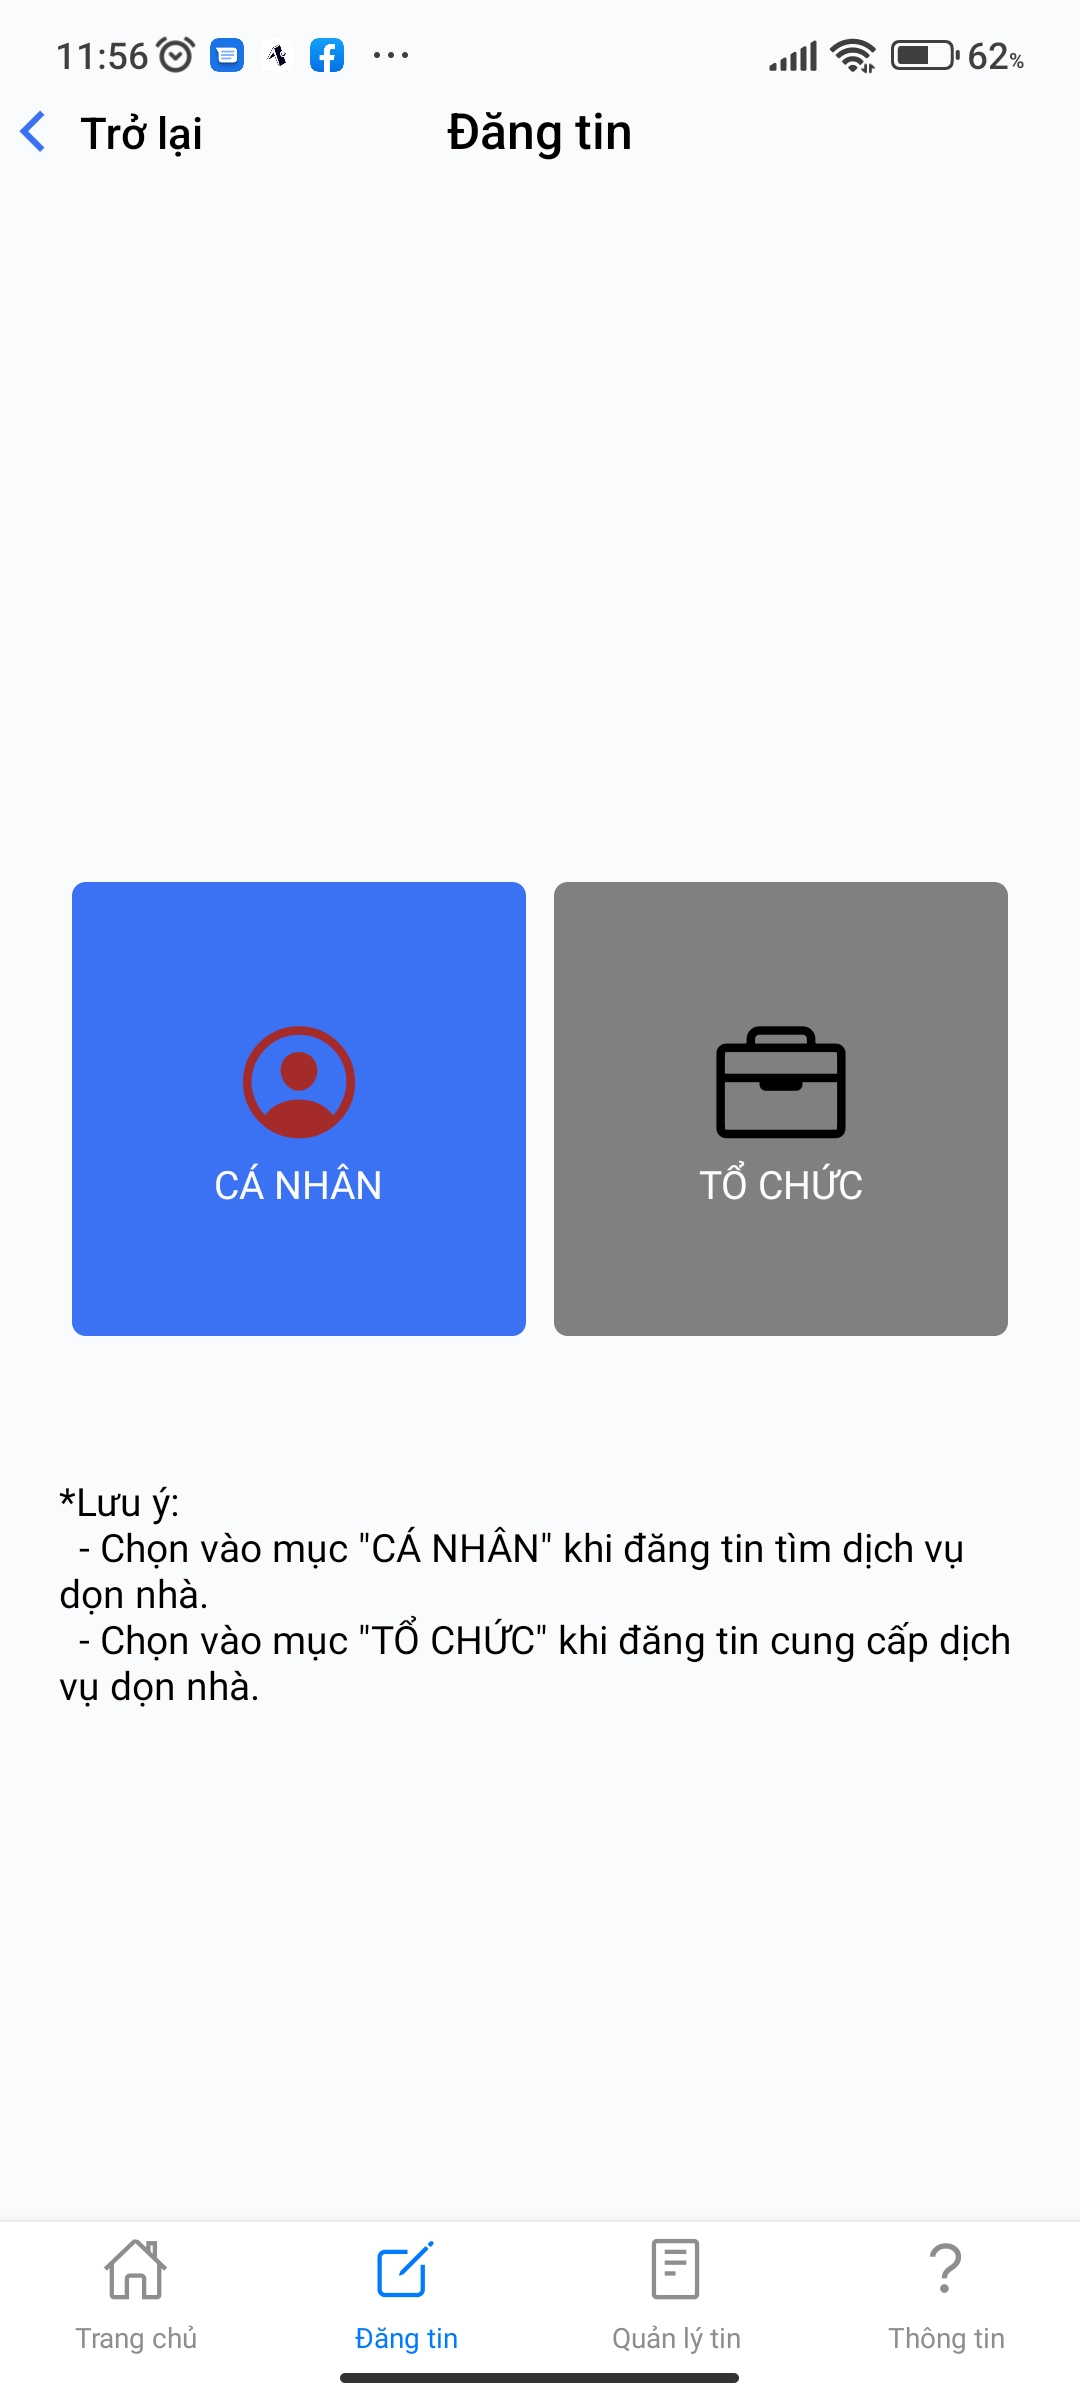 11:56
62%
Trở lại
Đăng tin
CÁ NHÂN
TỔ CHỨC
*Lưu ý:
- Chọn vào mục "CÁ NHÂN" khi đăng tin tìm dịch vụ
dọn nhà.
- Chọn vào mục "TỔ CHỨC" khi đăng tin cung cấp dịch
vụ dọn nhà.
Trang chủ
Đăng tin
Quản lý tin
Thông tin